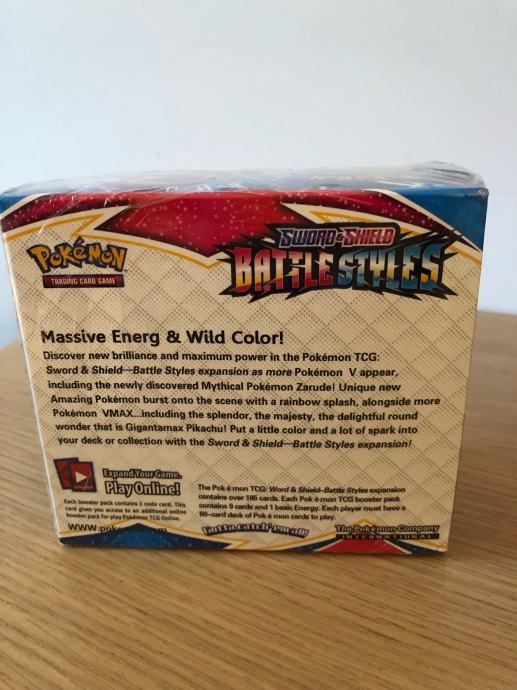 SWORD & SHIELD
POKéMON
BATTLE STYLES
TRADING CARD GAME
Massive Energ & Wild Color!
Discover new brilliance and maximum power in the Pokémon TCG:
Sword & Shield—Battle Styles expansion as more Pokémon V appear,
including the newly discovered Mythical Pokémon Zarude! Unique new
Amazing Pokémon burst onto the scene with a rainbow splash, alongside more
Pokémon VMAX...including the splendor, the majesty, the delightful round
wonder that is Gigantamax Pikachu! Put a little color and a lot of spark into
your deck or collection with the Sword & Shield—Battle Styles expansion!
Expand Your Game.
Play Online!
Each booster pack contains 1 code card. This
card gives you access to an additional online
booster pack for play Pokémon TCG Online.
The Pok é mon TCG: Word & Shield–Battle Styles expansion
contains over 185 cards. Each Pok é mon TCG booster pack
contains 9 cards and 1 basic Energy. Each player must have a
60-card deck of Pok é mon cards to play.
Gotta catch 'em all!
The Pokémon Company
INTERNATIONAL